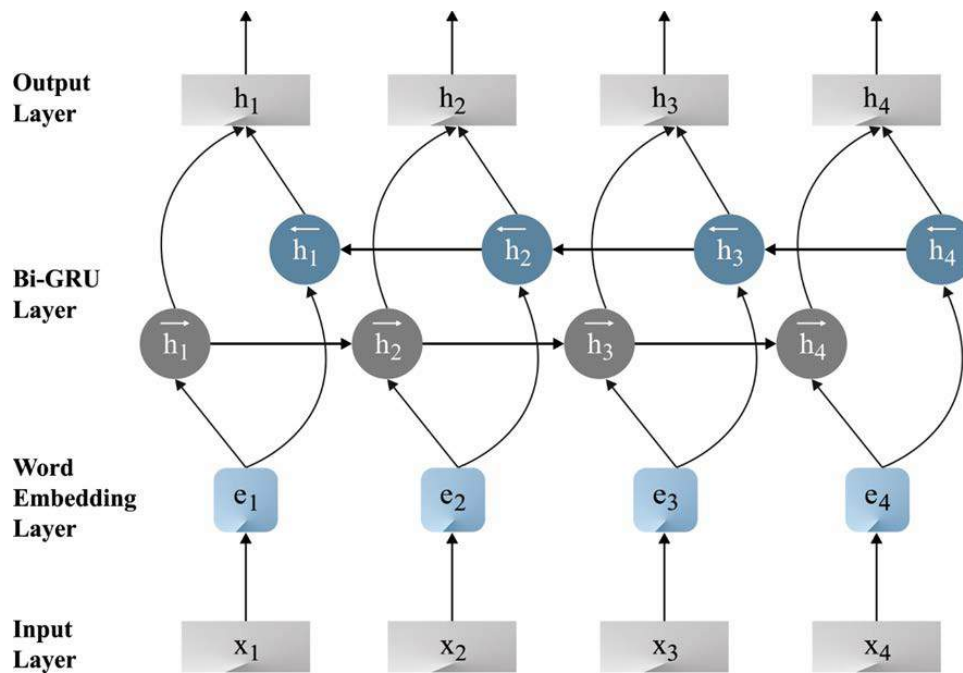 Output
Layer
h₁ h₂ h₃ h₄
←h₁ ←h₂ ←h₃ ←h₄
Bi-GRU
Layer
→h₁ →h₂ →h₃ →h₄
Word
Embedding
Layer
e₁ e₂ e₃ e₄
Input
Layer
x₁ x₂ x₃ x₄